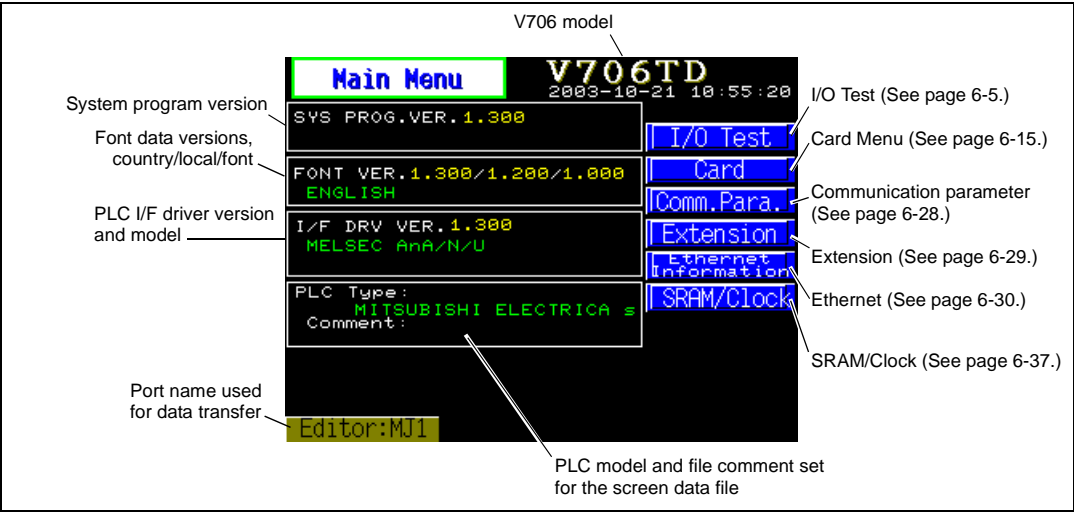 V706 model
Main Menu
V706TD
2003-10-21 10:55:20
System program version
SYS PROG.VER.1.300
I/O Test
I/O Test (See page 6-5.)
Font data versions,
country/local/font
FONT VER.1.300/1.200/1.000
ENGLISH
Card
Card Menu (See page 6-15.)
Comm.Para.
Communication parameter
(See page 6-28.)
PLC I/F driver version
and model
I/F DRV VER.1.300
MELSEC AnA/N/U
Extension
Extension (See page 6-29.)
Ethernet
Information
Ethernet (See page 6-30.)
PLC Type:
MITSUBISHI ELECTRICA s
Comment:
SRAM/Clock
SRAM/Clock (See page 6-37.)
Port name used
for data transfer
Editor:MJ1
PLC model and file comment set
for the screen data file